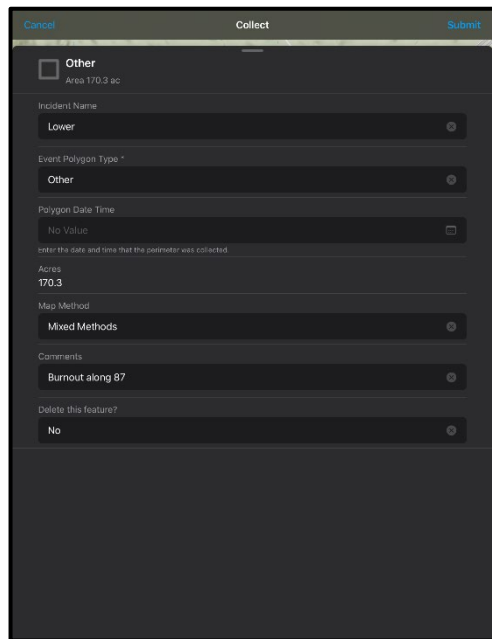 Cancel Collect Submit
Other
Area 170.3 ac
Incident Name
Lower
Event Polygon Type *
Other
Polygon Date Time
No Value
Enter the date and time that the perimeter was collected.
Acres
170.3
Map Method
Mixed Methods
Comments
Burnout along 87
Delete this feature?
No